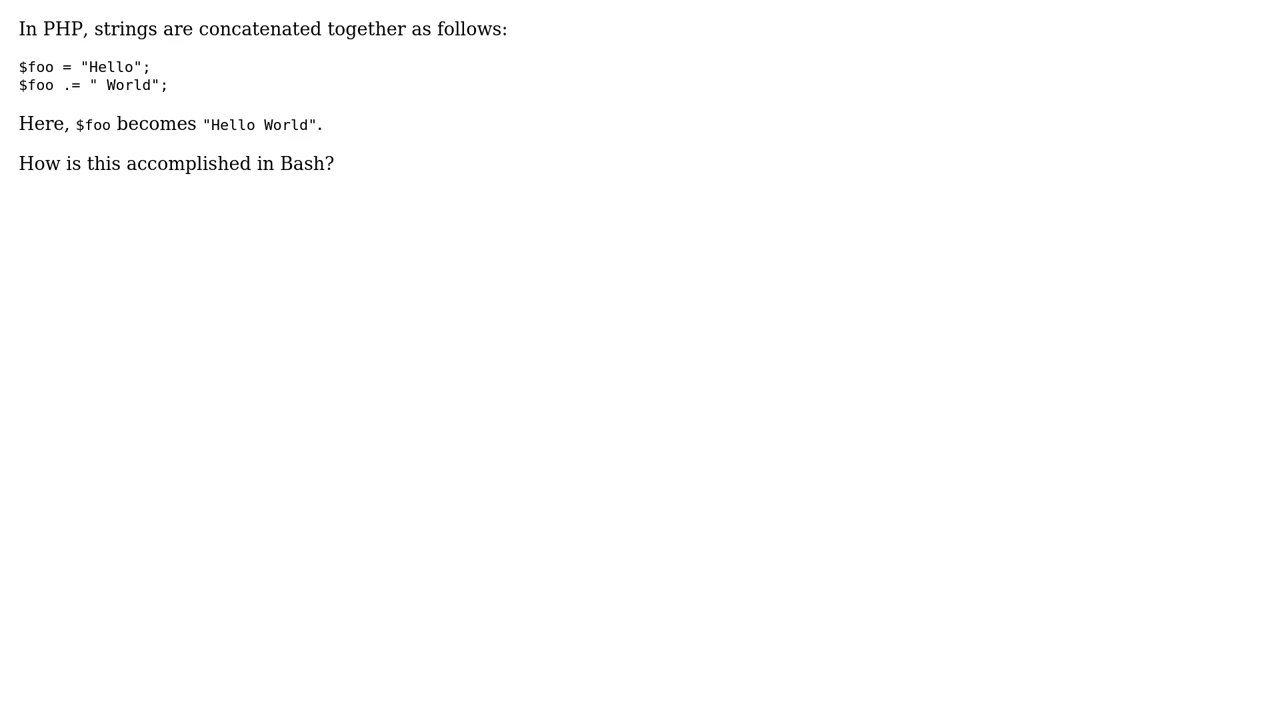 In PHP, strings are concatenated together as follows:
$foo = "Hello";
$foo .= " World";
Here, $foo becomes "Hello World".
How is this accomplished in Bash?